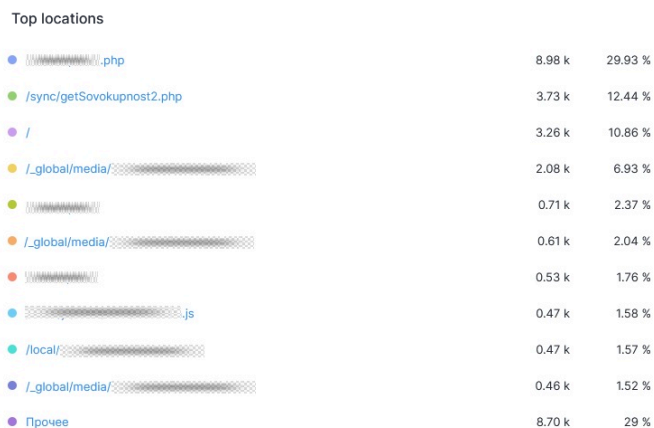 Top locations
.php 8.98 k 29.93 %
/sync/getSovokupnost2.php 3.73 k 12.44 %
/ 3.26 k 10.86 %
/_global/media/ 2.08 k 6.93 %
0.71 k 2.37 %
/_global/media/ 0.61 k 2.04 %
0.53 k 1.76 %
.js 0.47 k 1.58 %
/local/ 0.47 k 1.57 %
/_global/media/ 0.46 k 1.52 %
Прочее 8.70 k 29 %